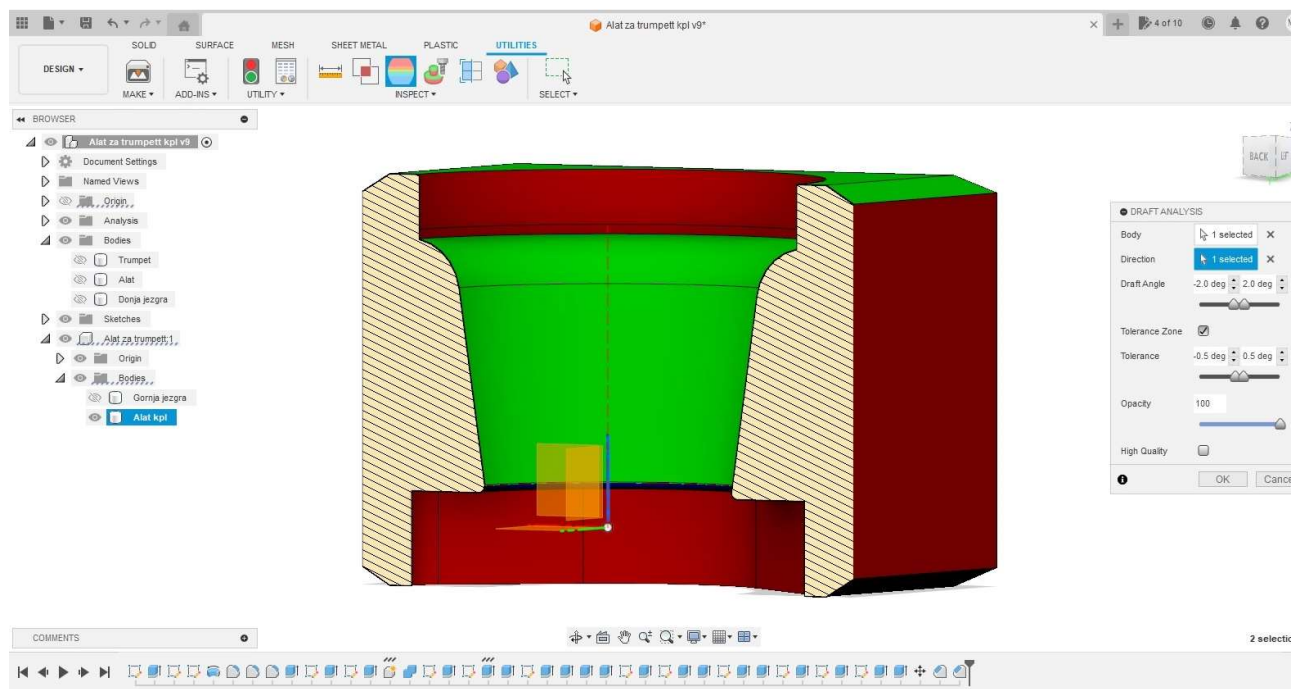 Alat za trumpett kpl v9*
4 of 10
DESIGN
SOLID SURFACE MESH SHEET METAL PLASTIC UTILITIES
MAKE ADD-INS UTILITY INSPECT SELECT
BROWSER
Alat za trumpett kpl v9
Document Settings
Named Views
Origin
Analysis
Bodies
Trumpet
Alat
Donja jezgra
Sketches
Alat za trumpett:1
Origin
Bodies
Gornja jezgra
Alat kpl
BACK
DRAFT ANALYSIS
Body 1 selected
Direction 1 selected
Draft Angle -2.0 deg 2.0 deg
Tolerance Zone
Tolerance -0.5 deg 0.5 deg
Opacity 100
High Quality
OK Cance
COMMENTS
2 selectio